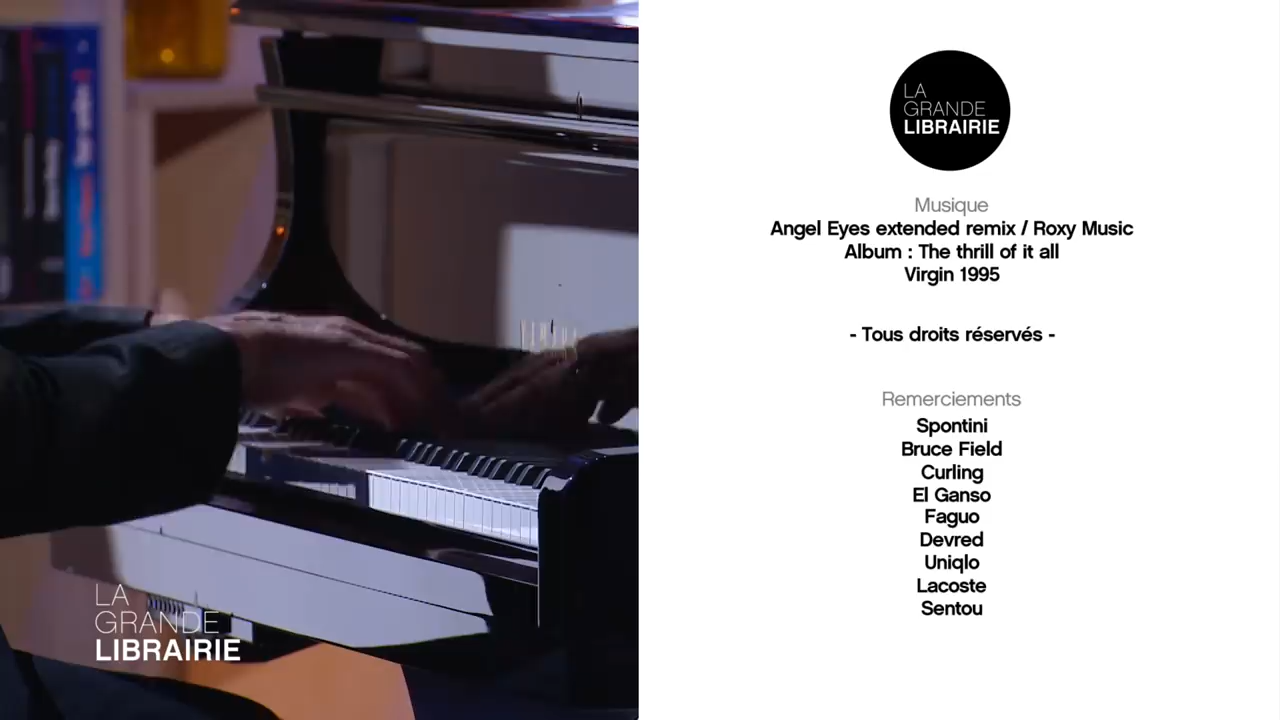 LA
GRANDE
LIBRAIRIE
LA
GRANDE
LIBRAIRIE
Musique
Angel Eyes extended remix / Roxy Music
Album : The thrill of it all
Virgin 1995
- Tous droits réservés -
Remerciements
Spontini
Bruce Field
Curling
El Ganso
Faguo
Devred
Uniqlo
Lacoste
Sentou